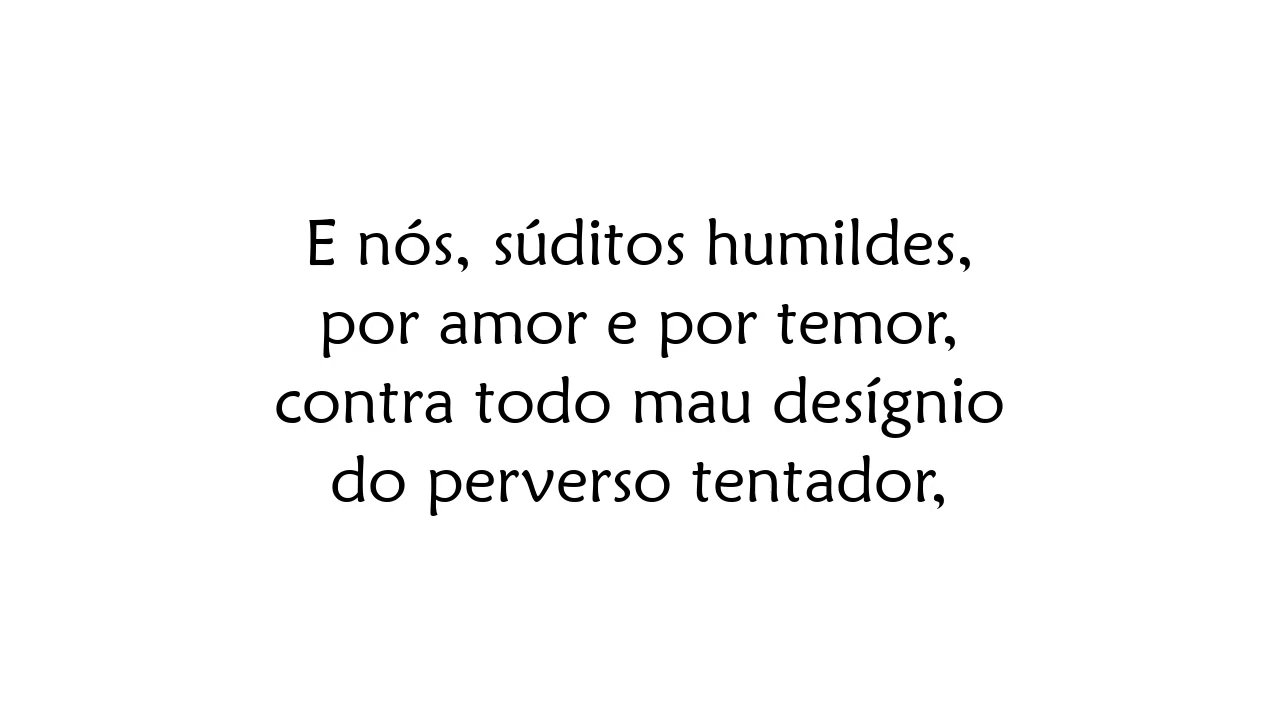 E nós, súditos humildes,
por amor e por temor,
contra todo mau desígnio
do perverso tentador,